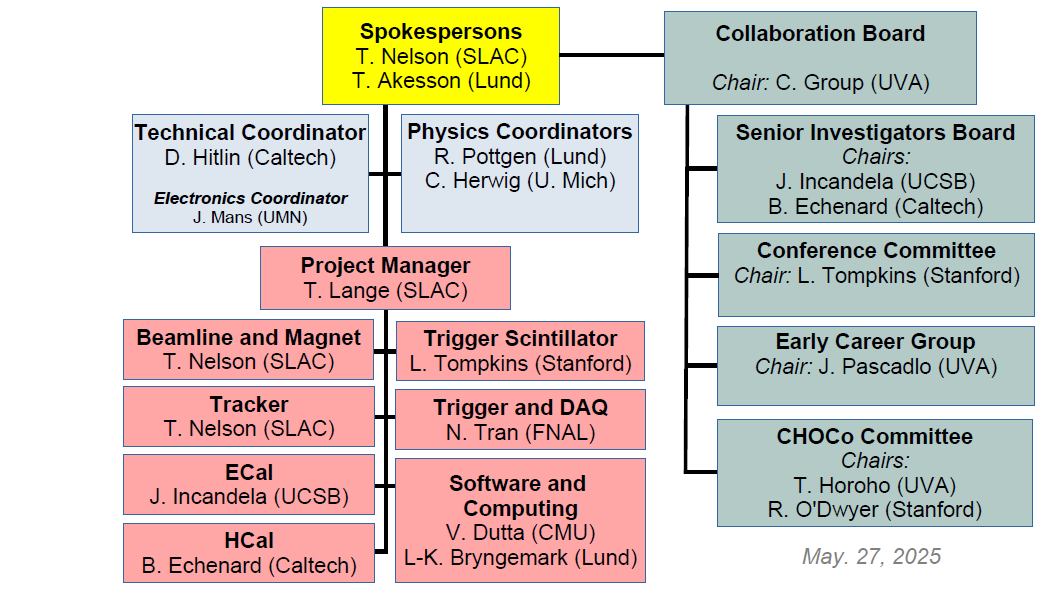 Spokespersons
T. Nelson (SLAC)
T. Akesson (Lund)
Collaboration Board
Chair: C. Group (UVA)
Technical Coordinator
D. Hitlin (Caltech)
Electronics Coordinator
J. Mans (UMN)
Physics Coordinators
R. Pottgen (Lund)
C. Herwig (U. Mich)
Senior Investigators Board
Chairs:
J. Incandela (UCSB)
B. Echenard (Caltech)
Project Manager
T. Lange (SLAC)
Conference Committee
Chair: L. Tompkins (Stanford)
Beamline and Magnet
T. Nelson (SLAC)
Trigger Scintillator
L. Tompkins (Stanford)
Early Career Group
Chair: J. Pascadlo (UVA)
Tracker
T. Nelson (SLAC)
Trigger and DAQ
N. Tran (FNAL)
CHOCo Committee
Chairs:
T. Horoho (UVA)
R. O'Dwyer (Stanford)
ECal
J. Incandela (UCSB)
Software and
Computing
V. Dutta (CMU)
L-K. Bryngemark (Lund)
HCal
B. Echenard (Caltech)
May. 27, 2025